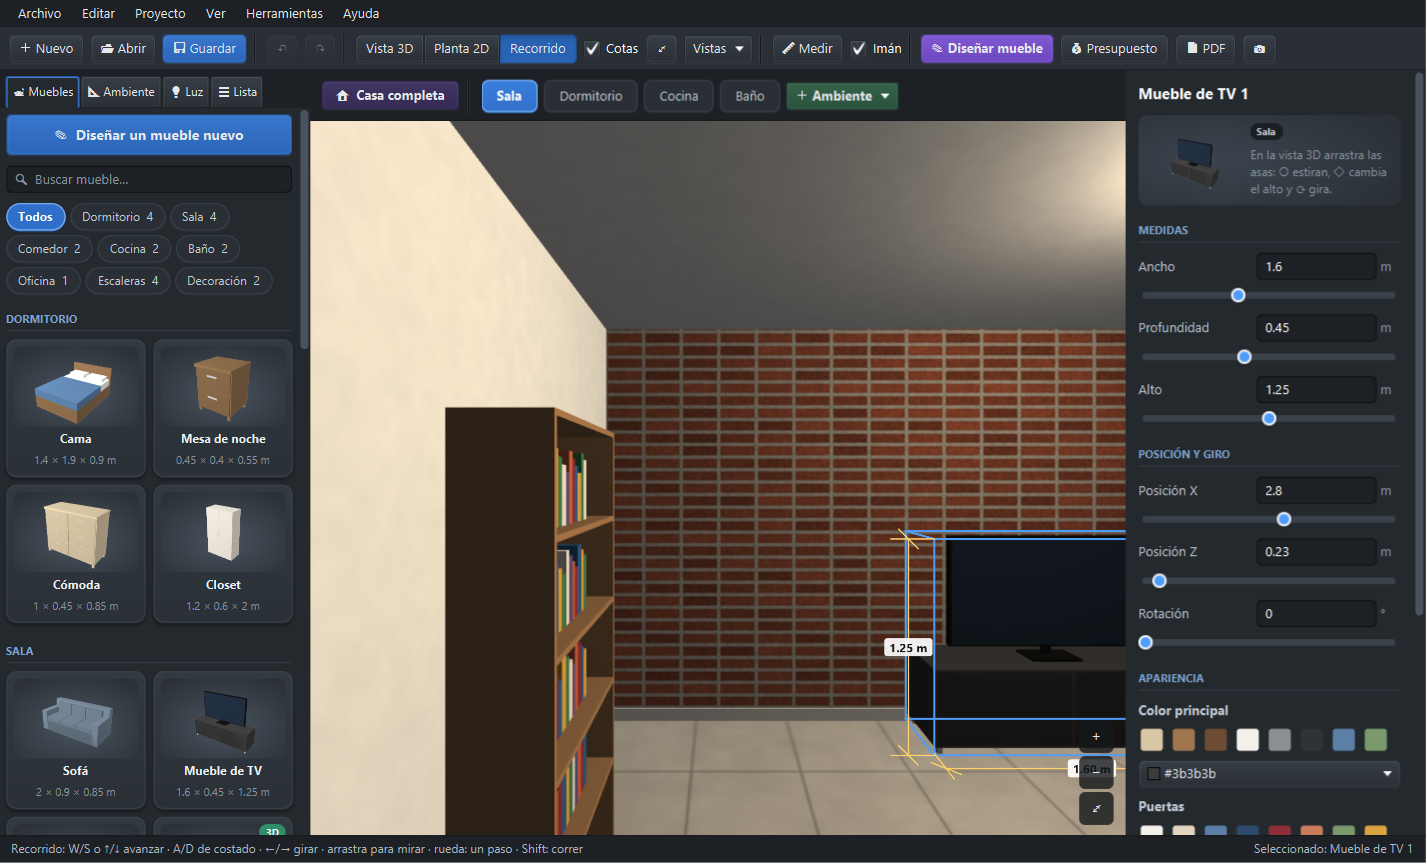 Archivo Editar Proyecto Ver Herramientas Ayuda
+ Nuevo Abrir Guardar Vista 3D Planta 2D Recorrido Cotas Vistas Medir Imán Diseñar mueble Presupuesto PDF
Muebles Ambiente Luz Lista
Casa completa Sala Dormitorio Cocina Baño + Ambiente
Diseñar un mueble nuevo
Buscar mueble...
Todos Dormitorio 4 Sala 4
Comedor 2 Cocina 2 Baño 2
Oficina 1 Escaleras 4 Decoración 2
DORMITORIO
Cama Mesa de noche
1.4 × 1.9 × 0.9 m 0.45 × 0.4 × 0.55 m
Cómoda Closet
1 × 0.45 × 0.85 m 1.2 × 0.6 × 2 m
SALA
Sofá Mueble de TV
2 × 0.9 × 0.85 m 1.6 × 0.45 × 1.25 m
3D
1.25 m
1.60 m
+
Mueble de TV 1
Sala
En la vista 3D arrastra las
asas: ○ estiran, ◇ cambia
el alto y ⟳ gira.
MEDIDAS
Ancho 1.6 m
Profundidad 0.45 m
Alto 1.25 m
POSICIÓN Y GIRO
Posición X 2.8 m
Posición Z 0.23 m
Rotación 0 °
APARIENCIA
Color principal
#3b3b3b
Puertas
Recorrido: W/S o ↑/↓ avanzar · A/D de costado · ←/→ girar · arrastra para mirar · rueda: un paso · Shift: correr
Seleccionado: Mueble de TV 1